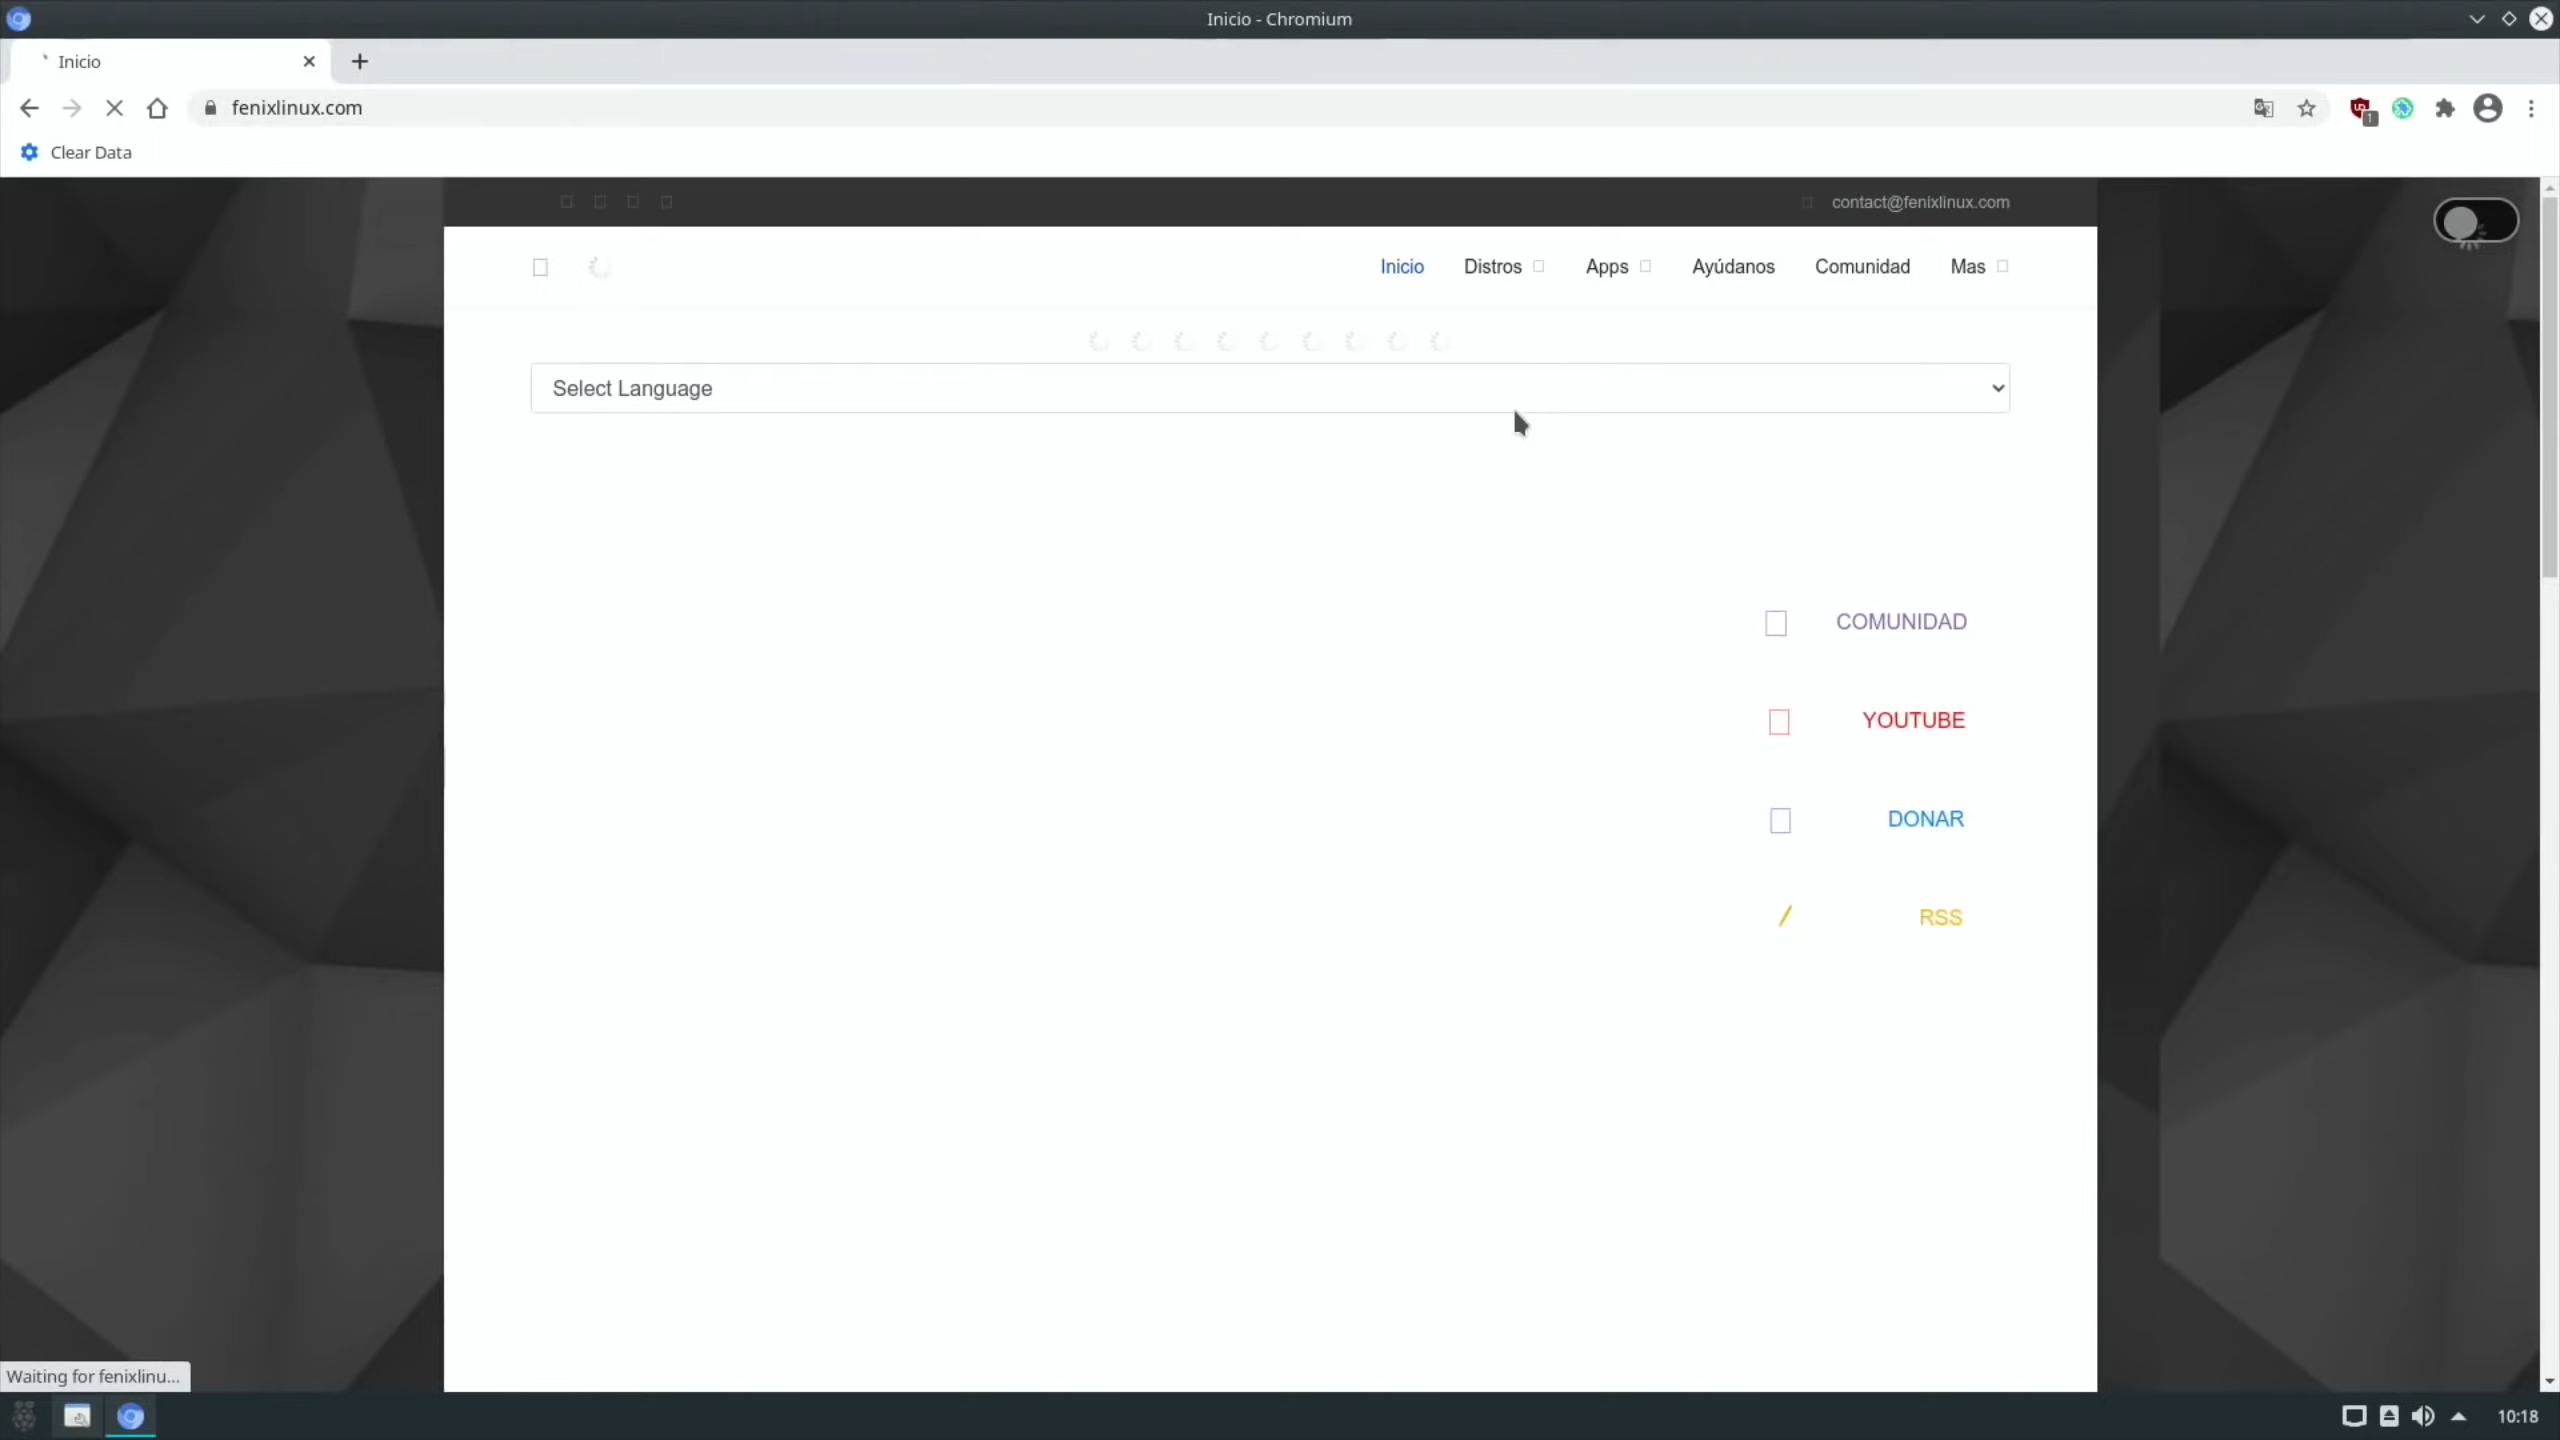 Inicio - Chromium
Inicio
fenixlinux.com
1
Clear Data
contact@fenixlinux.com
Inicio Distros Apps Ayúdanos Comunidad Mas
Select Language
COMUNIDAD
YOUTUBE
DONAR
RSS
Waiting for fenixlinu...
10:18